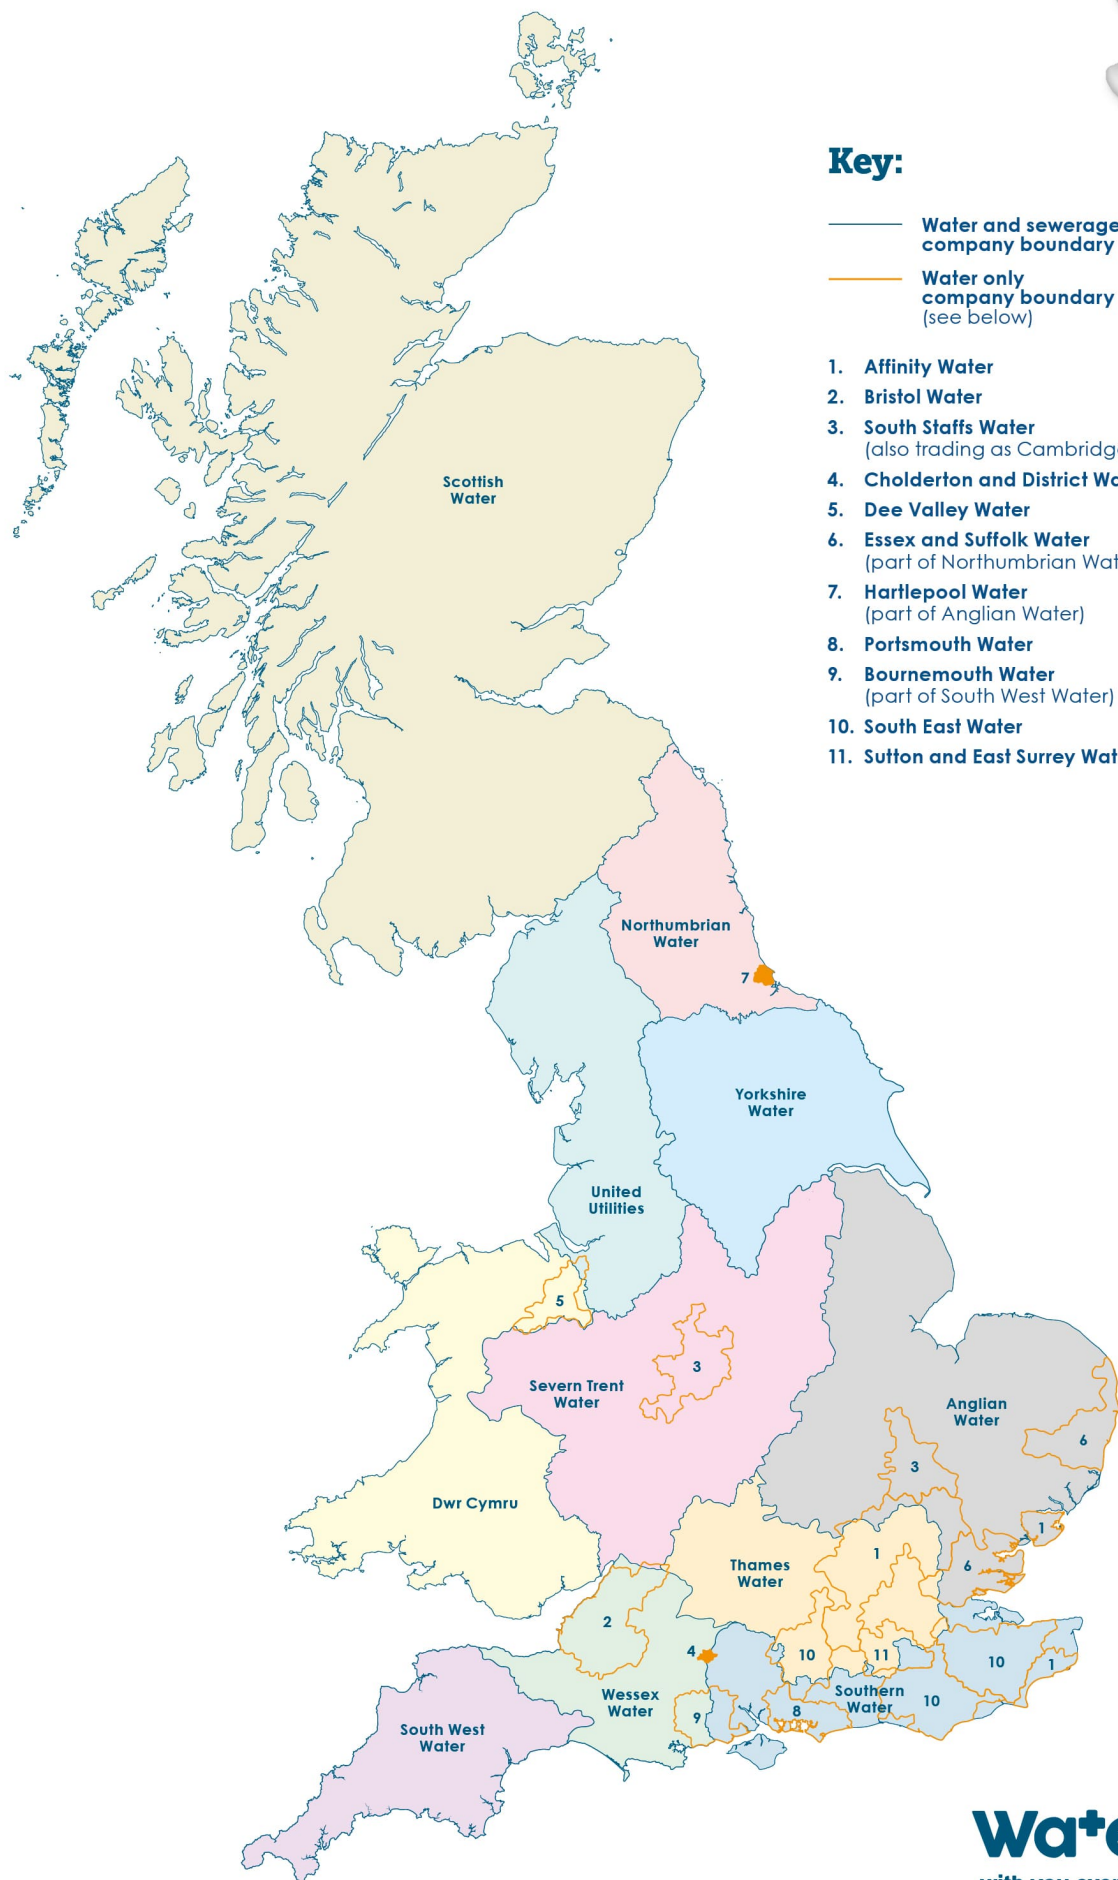 Key:
Water and sewerage
company boundary
Water only
company boundary
(see below)
1. Affinity Water
2. Bristol Water
3. South Staffs Water
(also trading as Cambridg
4. Cholderton and District Wa
5. Dee Valley Water
6. Essex and Suffolk Water
(part of Northumbrian Wat
7. Hartlepool Water
(part of Anglian Water)
8. Portsmouth Water
9. Bournemouth Water
(part of South West Water)
10. South East Water
11. Sutton and East Surrey Wat
Scottish
Water
Northumbrian
Water
7
Yorkshire
Water
United
Utilities
5
3
Severn Trent
Water
Anglian
Water
6
3
Dwr Cymru
1
1
6
Thames
Water
2
4
10
11
10
1
Wessex
Water
Southern
Water
10
8
9
South West
Water
Wat